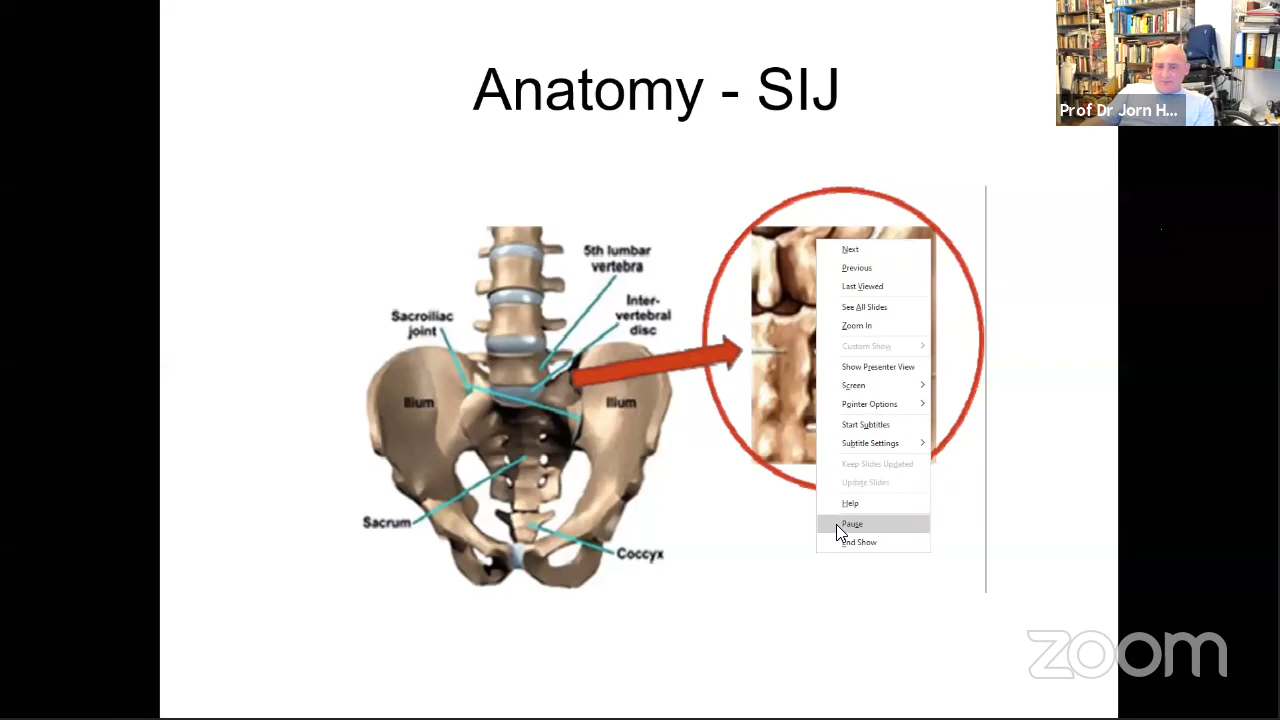 Anatomy - SIJ
Prof Dr Jorn H...
5th lumbar
vertebra
Inter-
vertebral
disc
Sacroiliac
joint
Ilium
Ilium
Sacrum
Coccyx
Next
Previous
Last Viewed
See All Slides
Zoom In
Custom Show
Show Presenter View
Screen
Pointer Options
Start Subtitles
Subtitle Settings
Keep Slides Updated
Update Slides
Help
Pause
End Show
zoom